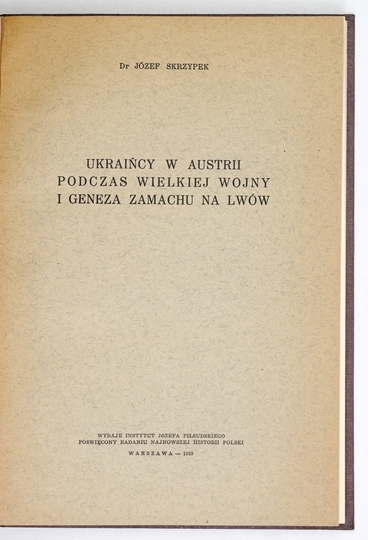 Dr JÓZEF SKRZYPEK
UKRAIŃCY W AUSTRII
PODCZAS WIELKIEJ WOJNY
I GENEZA ZAMACHU NA LWÓW
WYDAJE INSTYTUT JÓZEFA PIŁSUDSKIEGO
POŚWIĘCONY BADANIU NAJNOWSZEJ HISTORII POLSKI
WARSZAWA — 1939